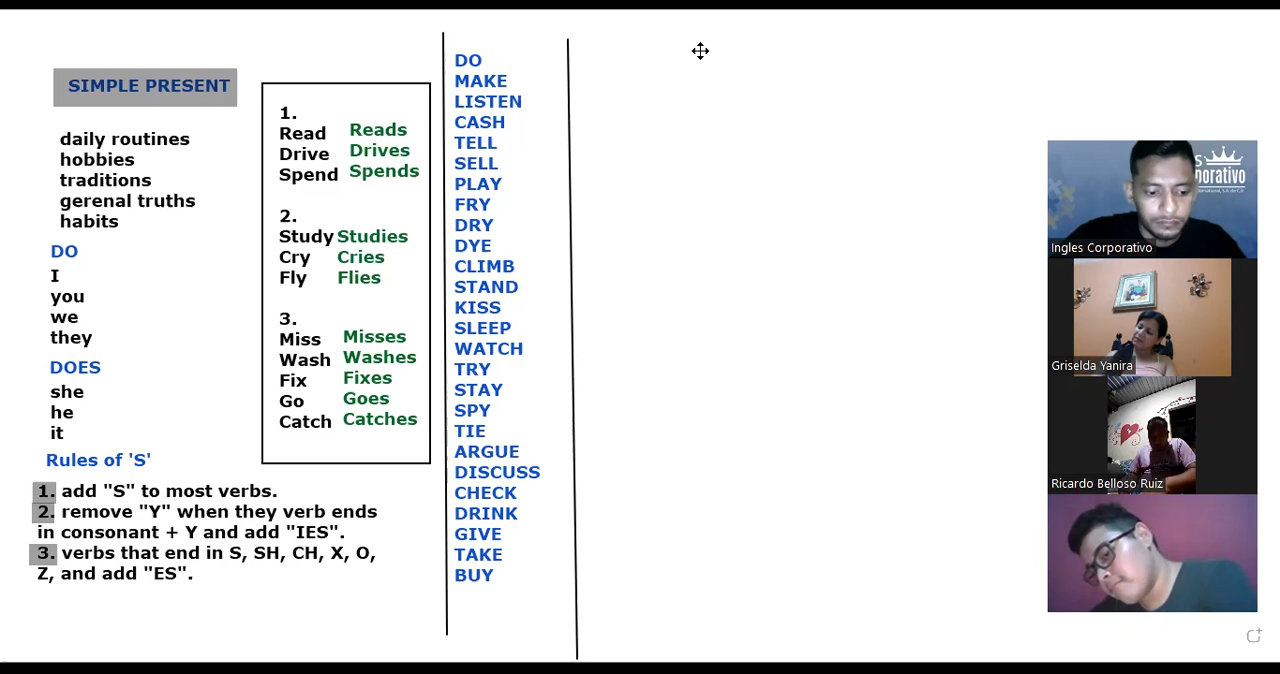 SIMPLE PRESENT
daily routines
hobbies
traditions
gerenal truths
habits
DO
I
you
we
they
DOES
she
he
it
Rules of 'S'
1. add "S" to most verbs.
2. remove "Y" when they verb ends
in consonant + Y and add "IES".
3. verbs that end in S, SH, CH, X, O,
Z, and add "ES".
1.
Read Reads
Drive Drives
Spend Spends
2.
Study Studies
Cry Cries
Fly Flies
3.
Miss Misses
Wash Washes
Fix Fixes
Go Goes
Catch Catches
DO
MAKE
LISTEN
CASH
TELL
SELL
PLAY
FRY
DRY
DYE
CLIMB
STAND
KISS
SLEEP
WATCH
TRY
STAY
SPY
TIE
ARGUE
DISCUSS
CHECK
DRINK
GIVE
TAKE
BUY
S
porativo
Ingles Corporativo
Griselda Yanira
Ricardo Belloso Ruiz